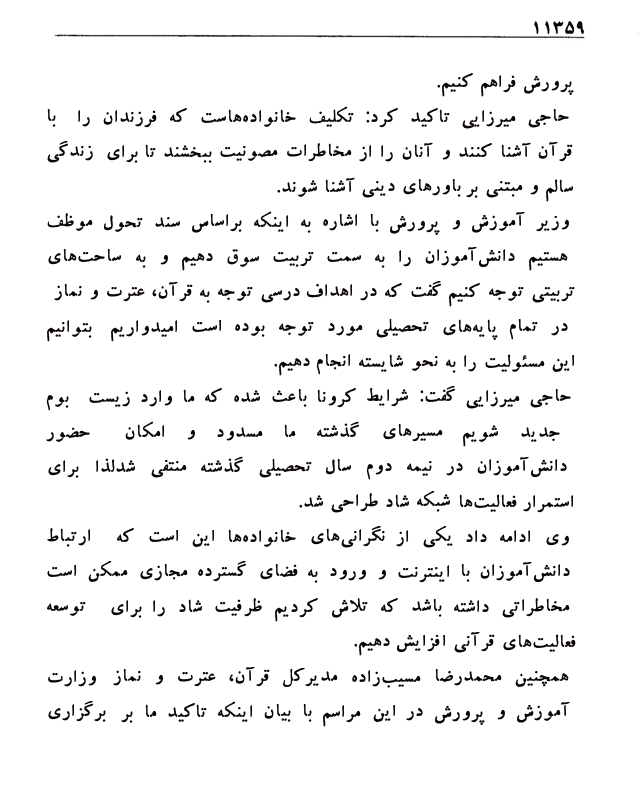 ۱۱۳۵۹
پرورش فراهم کنیم.
حاجی میرزایی تاکید کرد: تکلیف خانواده‌هاست که فرزندان را با
قرآن آشنا کنند و آنان را از مخاطرات مصونیت ببخشند تا برای زندگی
سالم و مبتنی بر باورهای دینی آشنا شوند.
وزیر آموزش و پرورش با اشاره به اینکه براساس سند تحول موظف
هستیم دانش‌آموزان را به سمت تربیت سوق دهیم و به ساحت‌های
تربیتی توجه کنیم گفت که در اهداف درسی توجه به قرآن، عترت و نماز
در تمام پایه‌های تحصیلی مورد توجه بوده است امیدواریم بتوانیم
این مسئولیت را به نحو شایسته انجام دهیم.
حاجی میرزایی گفت: شرایط کرونا باعث شده که ما وارد زیست بوم
جدید شویم مسیرهای گذشته ما مسدود و امکان حضور
دانش‌آموزان در نیمه دوم سال تحصیلی گذشته منتفی شدلذا برای
استمرار فعالیت‌ها شبکه شاد طراحی شد.
وی ادامه داد یکی از نگرانی‌های خانواده‌ها این است که ارتباط
دانش‌آموزان با اینترنت و ورود به فضای گسترده مجازی ممکن است
مخاطراتی داشته باشد که تلاش کردیم ظرفیت شاد را برای توسعه
فعالیت‌های قرآنی افزایش دهیم.
همچنین محمدرضا مسیب‌زاده مدیرکل قرآن، عترت و نماز وزارت
آموزش و پرورش در این مراسم با بیان اینکه تاکید ما بر برگزاری